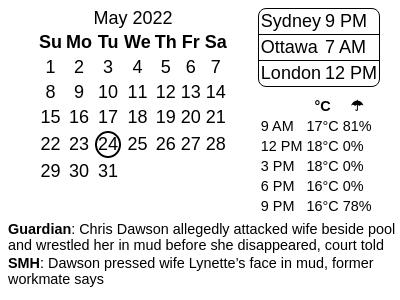 May 2022
Su Mo Tu We Th Fr Sa
1 2 3 4 5 6 7
8 9 10 11 12 13 14
15 16 17 18 19 20 21
22 23 24 25 26 27 28
29 30 31
Sydney 9 PM
Ottawa 7 AM
London 12 PM
°C ☂
9 AM 17°C 81%
12 PM 18°C 0%
3 PM 18°C 0%
6 PM 16°C 0%
9 PM 16°C 78%
Guardian: Chris Dawson allegedly attacked wife beside pool
and wrestled her in mud before she disappeared, court told
SMH: Dawson pressed wife Lynette’s face in mud, former
workmate says